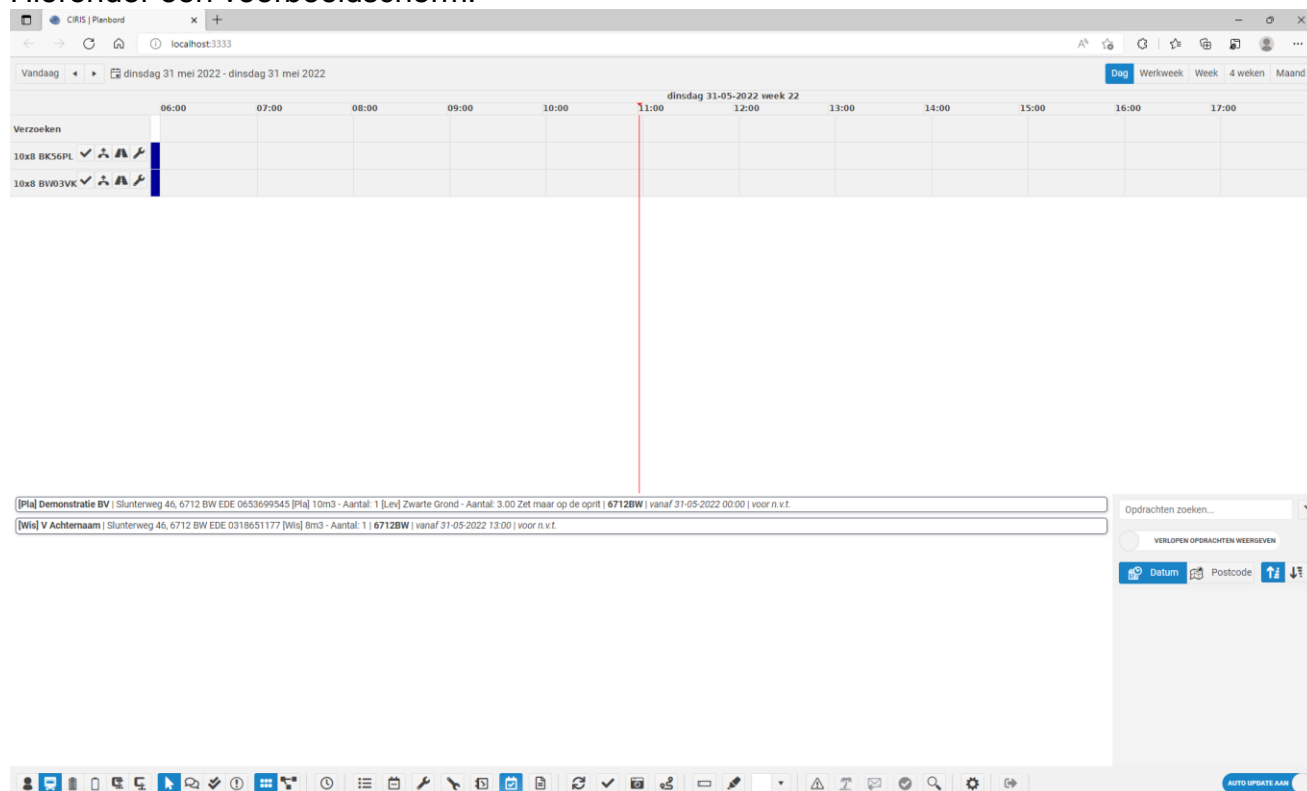 Hieronder een voorbeeldscherm:
CIRIS | Planbord
localhost:3333
Vandaag dinsdag 31 mei 2022 - dinsdag 31 mei 2022 Dag Werkweek Week 4 weken Maand
dinsdag 31-05-2022 week 22
06:00 07:00 08:00 09:00 10:00 11:00 12:00 13:00 14:00 15:00 16:00 17:00
Verzoeken
10x8 BK56PL
10x8 BW03VK
[Pla] Demonstratie BV | Slunterweg 46, 6712 BW EDE 0653699545 [Pla] 10m3 - Aantal: 1 [Lev] Zwarte Grond - Aantal: 3.00 Zet maar op de oprit | 6712BW | vanaf 31-05-2022 00:00 | voor n.v.t.
[Wis] V Achternaam | Slunterweg 46, 6712 BW EDE 0318651177 [Wis] 8m3 - Aantal: 1 | 6712BW | vanaf 31-05-2022 13:00 | voor n.v.t.
Opdrachten zoeken...
VERLOPEN OPDRACHTEN WEERGEVEN
Datum Postcode
AUTO UPDATE AAN